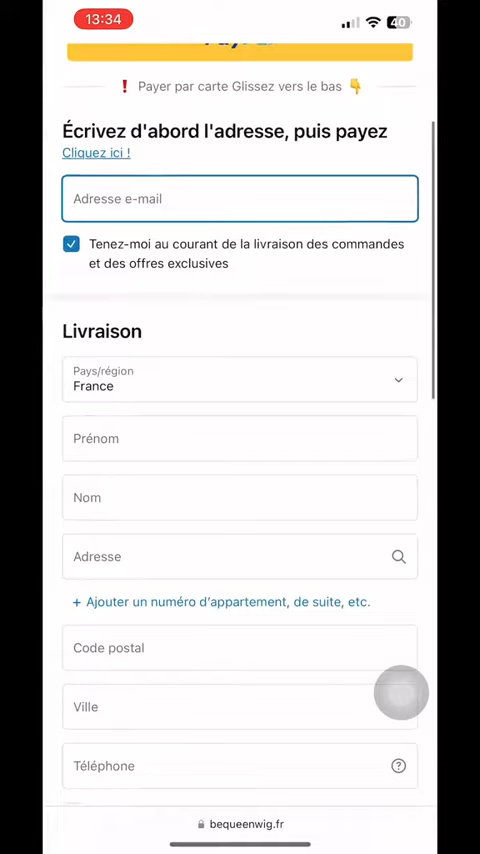 13:34
40
❗ Payer par carte Glissez vers le bas 👇
Écrivez d'abord l'adresse, puis payez
Cliquez ici !
Adresse e-mail
Tenez-moi au courant de la livraison des commandes
et des offres exclusives
Livraison
Pays/région
France
Prénom
Nom
Adresse
+ Ajouter un numéro d'appartement, de suite, etc.
Code postal
Ville
Téléphone
bequeenwig.fr